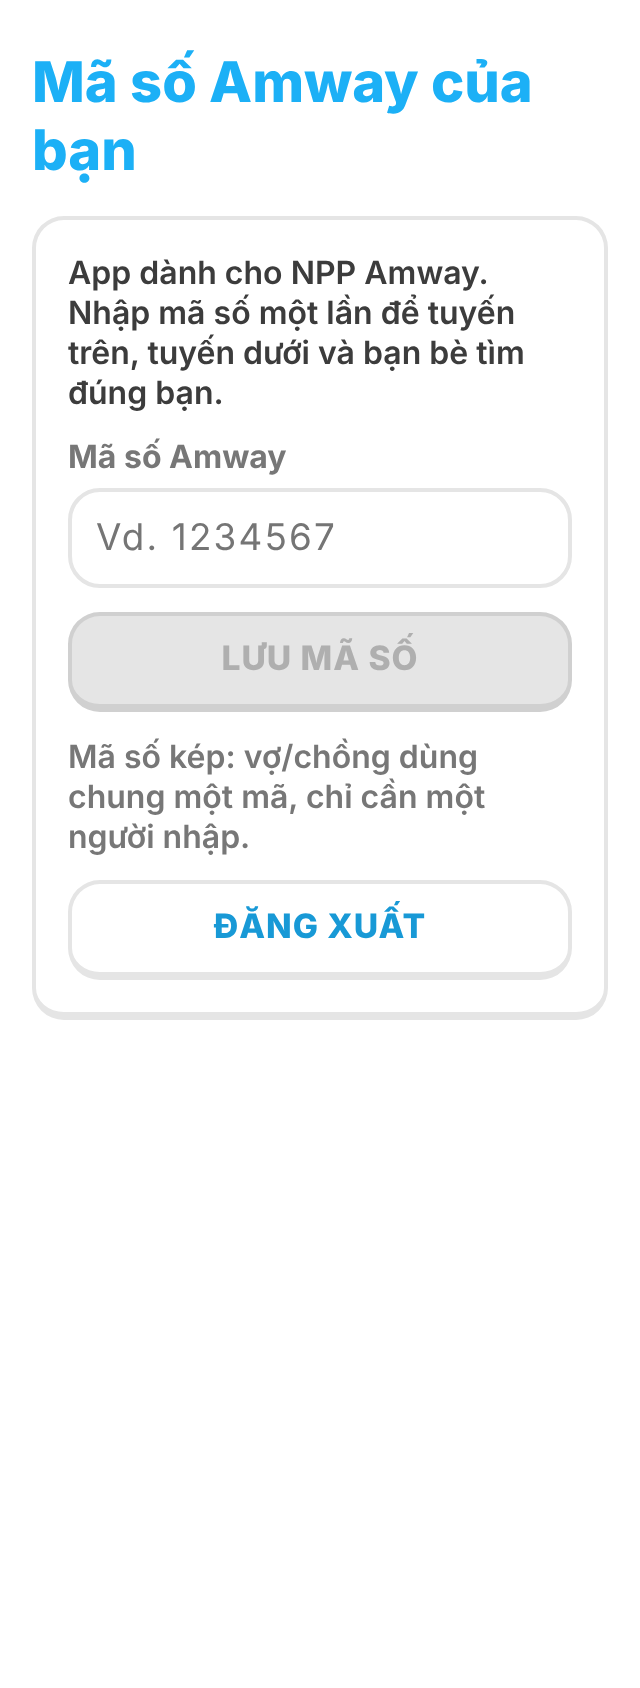 Mã số Amway của
bạn
App dành cho NPP Amway.
Nhập mã số một lần để tuyến
trên, tuyến dưới và bạn bè tìm
đúng bạn.
Mã số Amway
Vd. 1234567
LƯU MÃ SỐ
Mã số kép: vợ/chồng dùng
chung một mã, chỉ cần một
người nhập.
ĐĂNG XUẤT